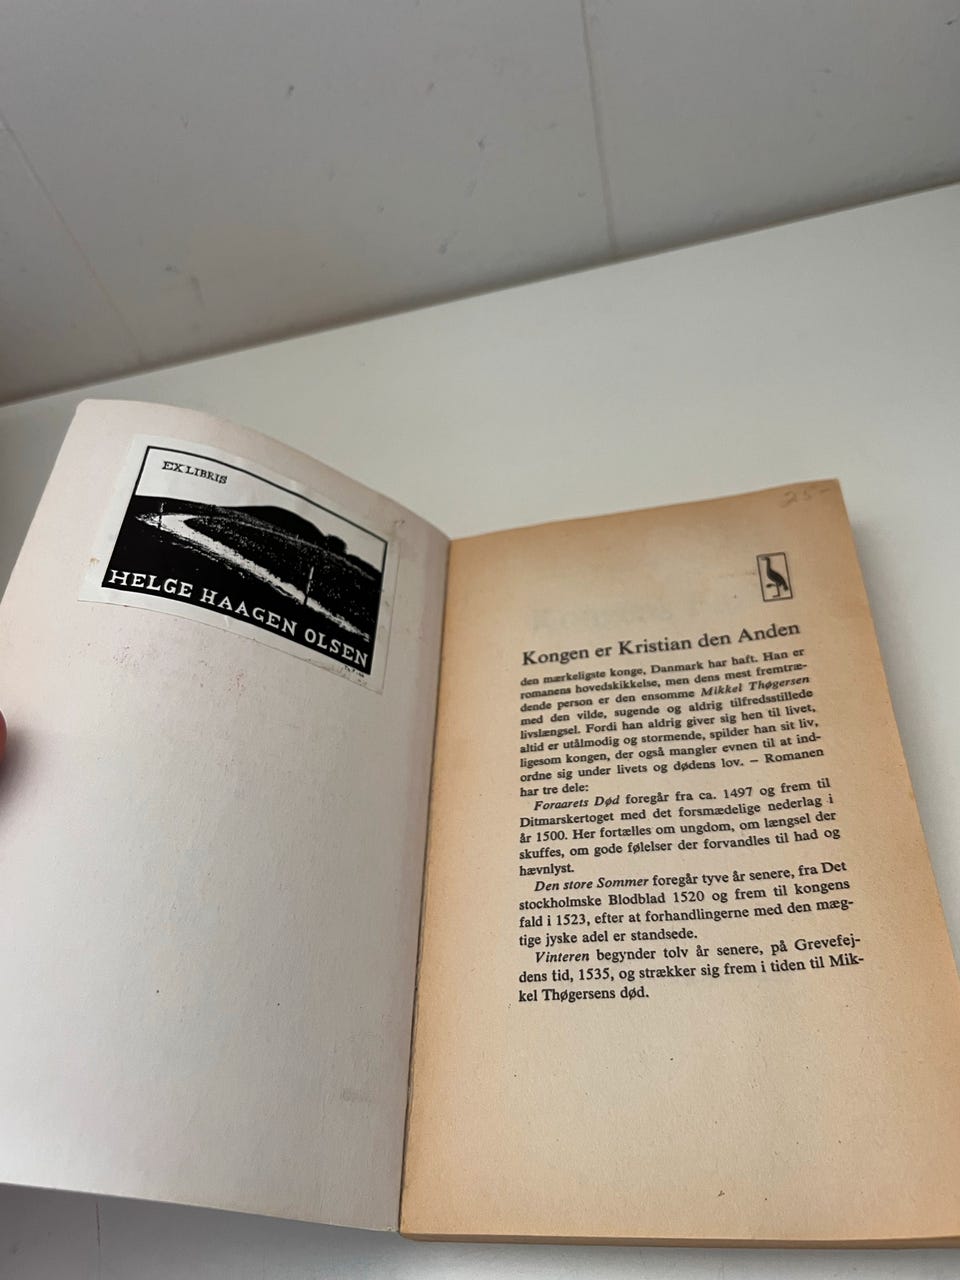 EX LIBRIS
HELGE HAAGEN OLSEN
25-
Kongen er Kristian den Anden
den mærkeligste konge, Danmark har haft. Han er
romanens hovedskikkelse, men dens mest fremtræ-
dende person er den ensomme Mikkel Thøgersen
med den vilde, sugende og aldrig tilfredsstillede
livslængsel. Fordi han aldrig giver sig hen til livet,
altid er utålmodig og stormende, spilder han sit liv,
ligesom kongen, der også mangler evnen til at ind-
ordne sig under livets og dødens lov. – Romanen
har tre dele:
Foraarets Død foregår fra ca. 1497 og frem til
Ditmarskertoget med det forsmædelige nederlag i
år 1500. Her fortælles om ungdom, om længsel der
skuffes, om gode følelser der forvandles til had og
hævnlyst.
Den store Sommer foregår tyve år senere, fra Det
stockholmske Blodblad 1520 og frem til kongens
fald i 1523, efter at forhandlingerne med den mæg-
tige jyske adel er standsede.
Vinteren begynder tolv år senere, på Grevefej-
dens tid, 1535, og strækker sig frem i tiden til Mik-
kel Thøgersens død.